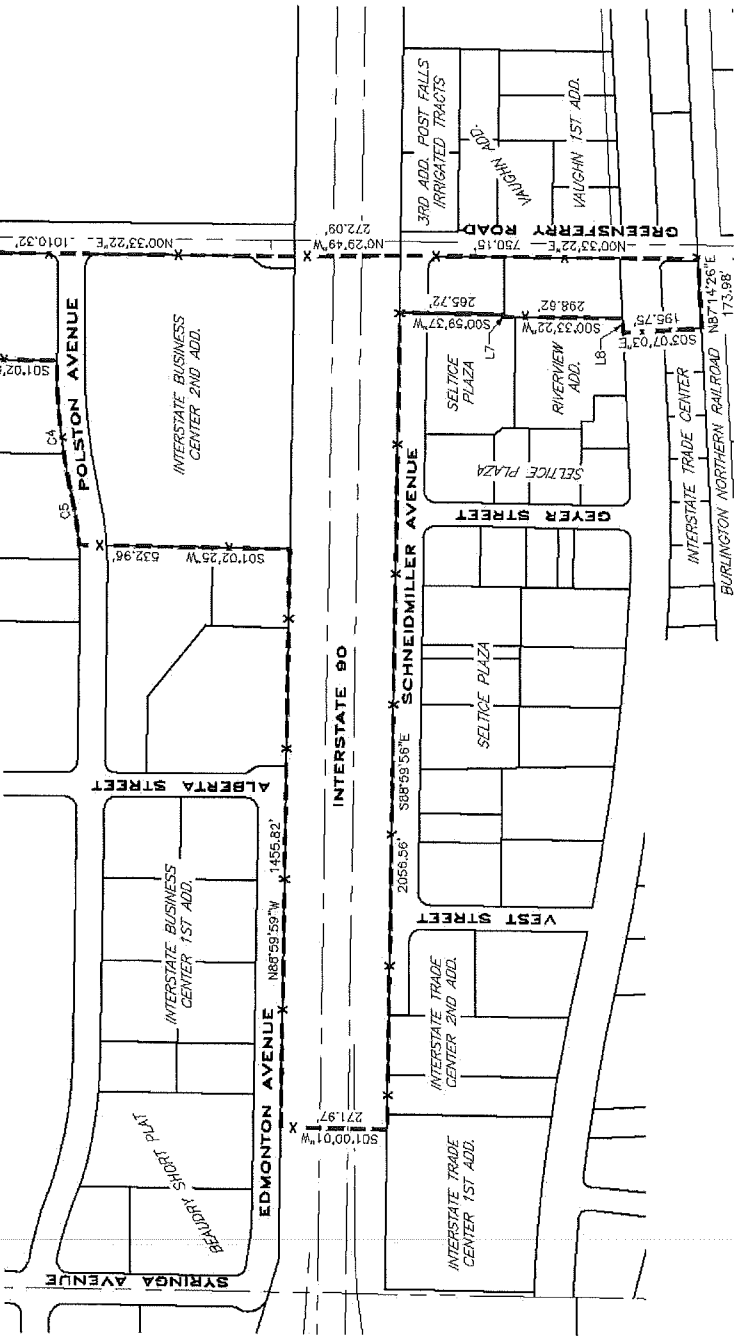 1010.32'
N00°33'22"E
S01°02'
POLSTON AVENUE
C4
C5
INTERSTATE BUSINESS
CENTER 2ND ADD.
532.96'
S01°02'25"W
ALBERTA STREET
INTERSTATE BUSINESS
CENTER 1ST ADD.
BEAUDRY SHORT PLAT
SYRINGA AVENUE
EDMONTON AVENUE
N88°59'59"W
1455.82'
INTERSTATE 90
272.09'
N0°29'49"W
271.97'
S01°00'01"W
SCHNEIDMILLER AVENUE
2056.56'
S88°59'56"E
3RD ADD. POST FALLS
IRRIGATED TRACTS
VAUGHN ADD.
VAUGHN 1ST ADD.
GREENSFERRY ROAD
750.15'
N00°33'22"E
265.72'
S00°59'37"W
L7
298.62'
S00°33'22"W
L8
195.75'
S03°07'03"E
N87°14'26"E
173.98'
SELTICE
PLAZA
RIVERVIEW
ADD.
SELTICE PLAZA
GEYER STREET
INTERSTATE TRADE CENTER
BURLINGTON NORTHERN RAILROAD
SELTICE PLAZA
VEST STREET
INTERSTATE TRADE
CENTER 2ND ADD.
INTERSTATE TRADE
CENTER 1ST ADD.